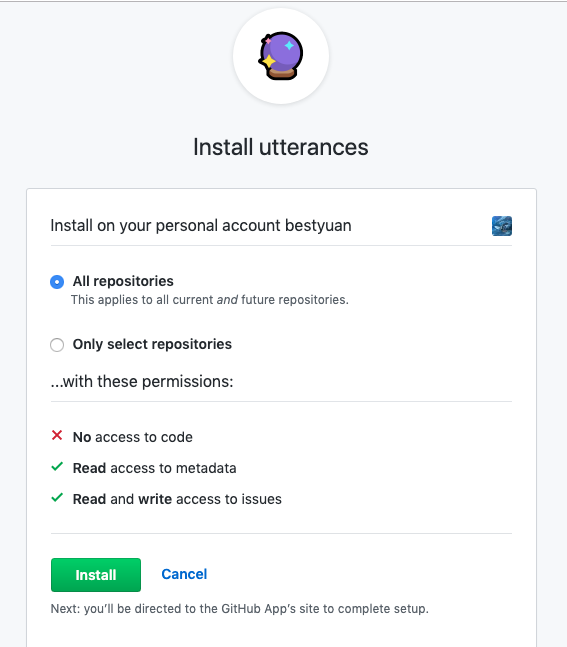 Install utterances
Install on your personal account bestyuan
All repositories
This applies to all current and future repositories.
Only select repositories
...with these permissions:
No access to code
Read access to metadata
Read and write access to issues
Install Cancel
Next: you’ll be directed to the GitHub App’s site to complete setup.